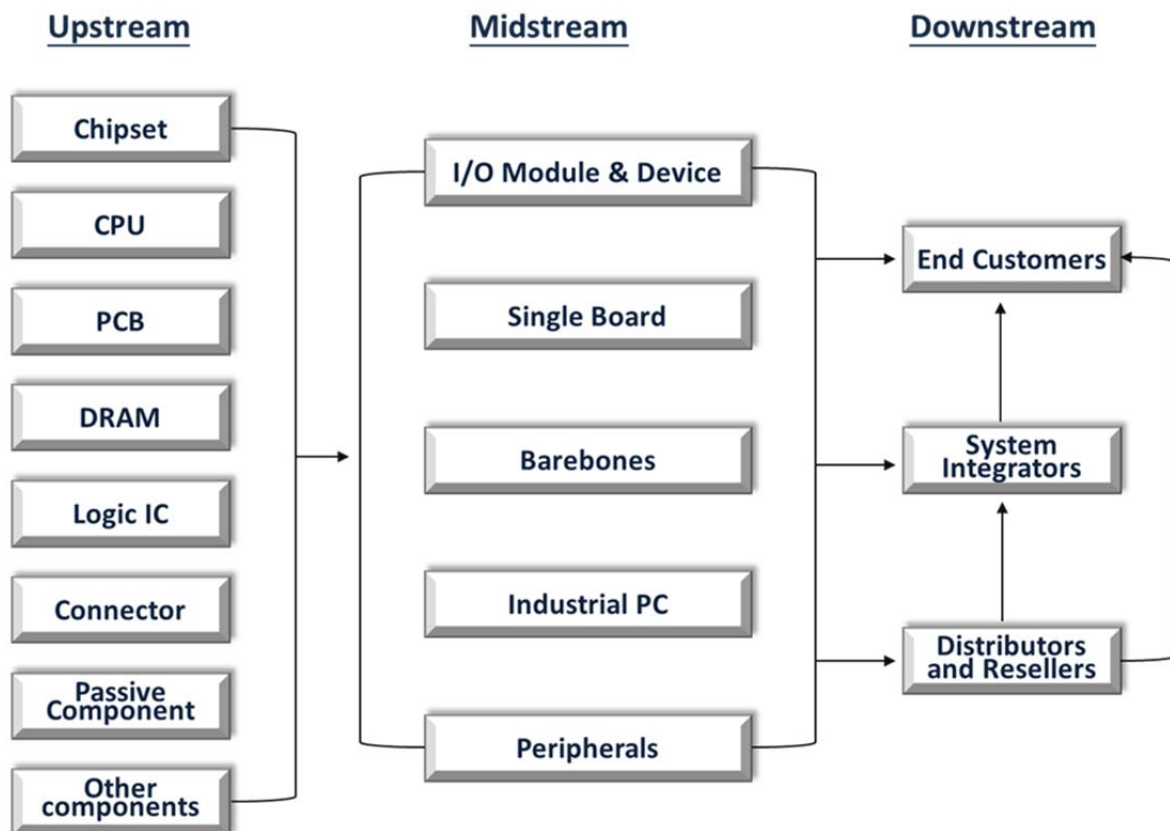 Upstream
Midstream
Downstream
Chipset
CPU
PCB
DRAM
Logic IC
Connector
Passive
Component
Other
components
I/O Module & Device
Single Board
Barebones
Industrial PC
Peripherals
End Customers
System
Integrators
Distributors
and Resellers